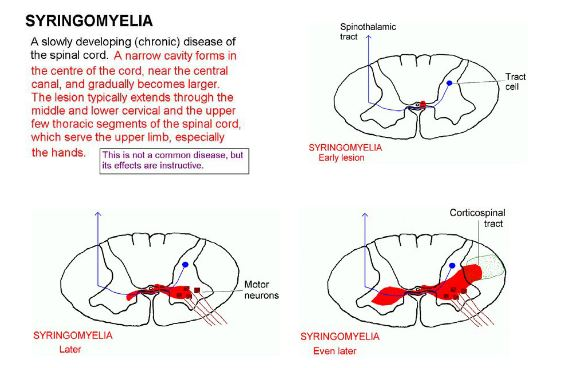 SYRINGOMYELIA
A slowly developing (chronic) disease of
the spinal cord. A narrow cavity forms in
the centre of the cord, near the central
canal, and gradually becomes larger.
The lesion typically extends through the
middle and lower cervical and the upper
few thoracic segments of the spinal cord,
which serve the upper limb, especially
the hands.
This is not a common disease, but
its effects are instructive.
Spinothalamic
tract
Tract
cell
SYRINGOMYELIA
Early lesion
Motor
neurons
SYRINGOMYELIA
Later
Corticospinal
tract
SYRINGOMYELIA
Even later